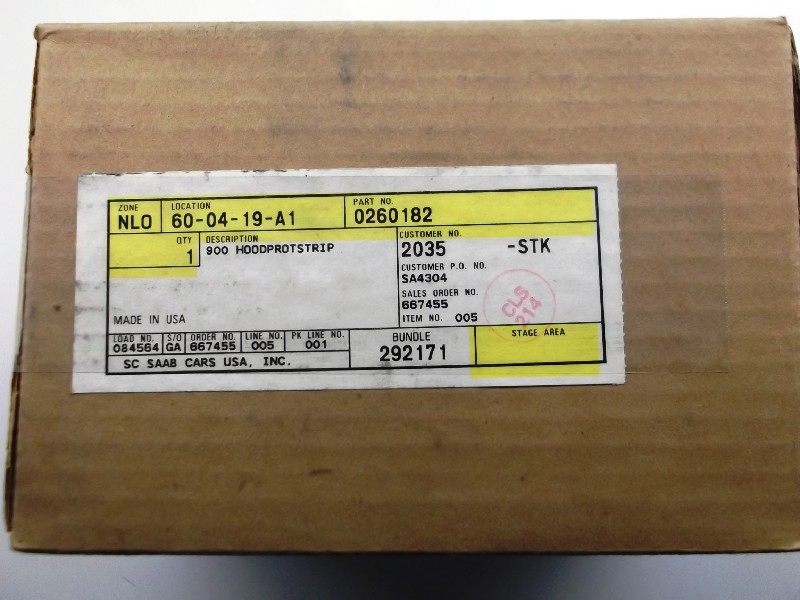 ZONE LOCATION PART NO.
NLO 60-04-19-A1 0260182
QTY DESCRIPTION CUSTOMER NO.
1 900 HOODPROTSTRIP 2035 -STK
CUSTOMER P.O. NO.
SA4304
SALES ORDER NO.
667455
MADE IN USA ITEM NO. 005
CLS
214
LOAD NO. S/O ORDER NO. LINE NO. PK LINE NO. BUNDLE STAGE AREA
084564 GA 667455 005 001 292171
SC SAAB CARS USA, INC.